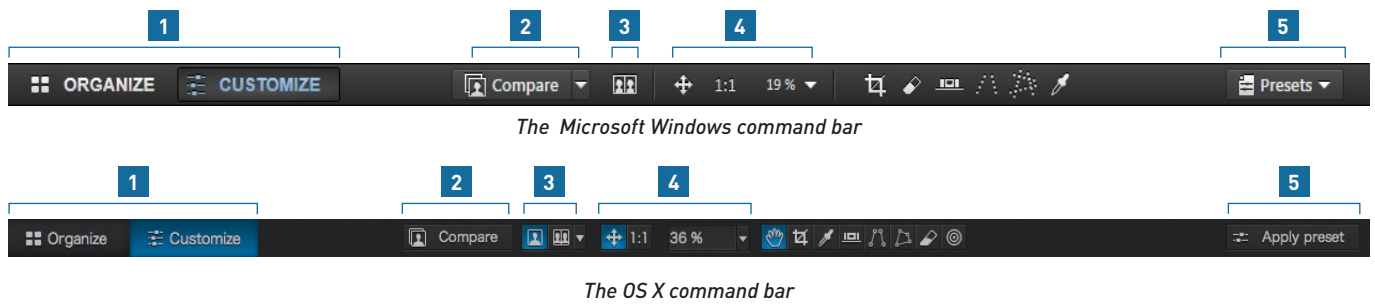 1 2 3 4 5
ORGANIZE CUSTOMIZE Compare 1:1 19 % Presets
The Microsoft Windows command bar
1 2 3 4 5
Organize Customize Compare 1:1 36 % Apply preset
The OS X command bar